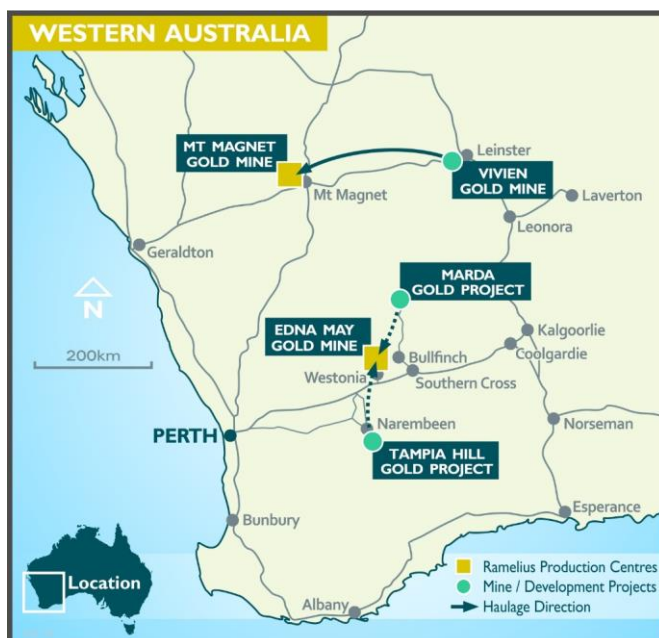 WESTERN AUSTRALIA
MT MAGNET
GOLD MINE
Leinster
VIVIEN
GOLD MINE
Mt Magnet
Laverton
Leonora
Geraldton
MARDA
GOLD PROJECT
N
200km
EDNA MAY
GOLD MINE
Kalgoorlie
Coolgardie
Bullfinch
Westonia
Southern Cross
PERTH
Narembeen
Norseman
TAMPIA HILL
GOLD PROJECT
Esperance
Bunbury
Location
Albany
Ramelius Production Centres
Mine / Development Projects
Haulage Direction